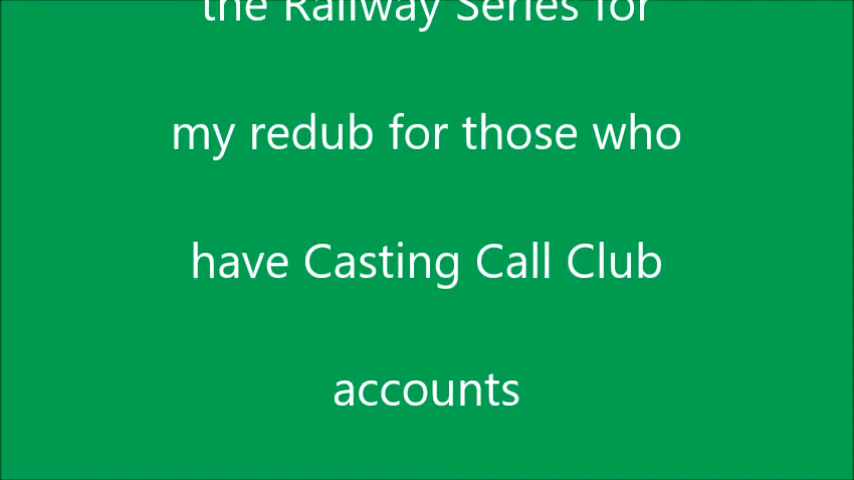 the Railway Series for
my redub for those who
have Casting Call Club
accounts